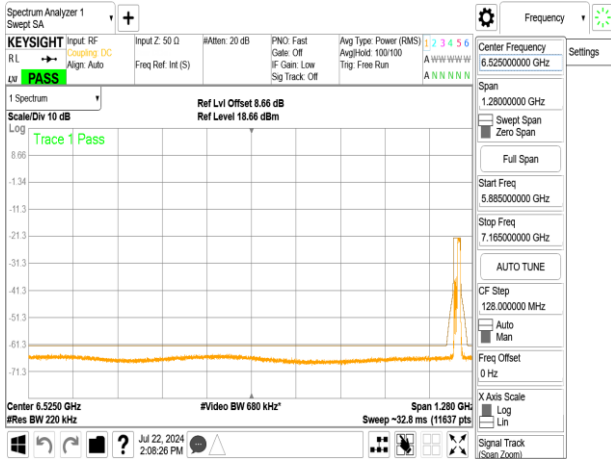 Spectrum Analyzer 1
Swept SA
+
Frequency
KEYSIGHT
Input: RF
Coupling: DC
Align: Auto
Input Z: 50 Ω
Freq Ref: Int (S)
#Atten: 20 dB
PNO: Fast
Gate: Off
IF Gain: Low
Sig Track: Off
Avg Type: Power (RMS)
Avg|Hold: 100/100
Trig: Free Run
1 2 3 4 5 6
A W W W W W
A N N N N N
R L
LXI
PASS
Center Frequency
6.525000000 GHz
Settings
Span
1.28000000 GHz
Swept Span
Zero Span
Full Span
Start Freq
5.885000000 GHz
Stop Freq
7.165000000 GHz
AUTO TUNE
CF Step
128.000000 MHz
Auto
Man
Freq Offset
0 Hz
X Axis Scale
Log
Lin
Signal Track
(Span Zoom)
1 Spectrum
Scale/Div 10 dB
Ref Lvl Offset 8.66 dB
Ref Level 18.66 dBm
Log
Trace 1 Pass
8.66
-1.34
-11.3
-21.3
-31.3
-41.3
-51.3
-61.3
-71.3
Center 6.5250 GHz
#Video BW 680 kHz*
Span 1.280 GHz
#Res BW 220 kHz
Sweep ~32.8 ms (11637 pts
?
Jul 22, 2024
2:08:26 PM